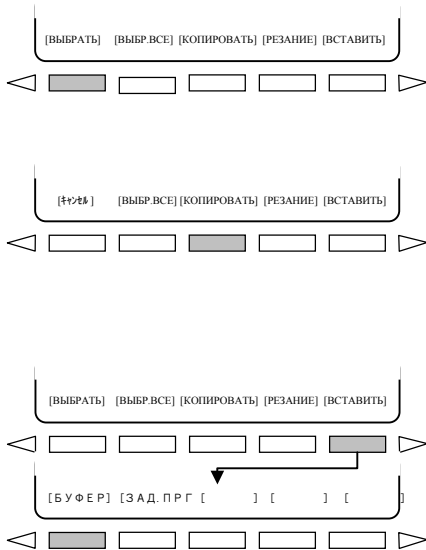 [ВЫБРАТЬ] [ВЫБР.ВСЕ] [КОПИРОВАТЬ] [РЕЗАНИЕ] [ВСТАВИТЬ]
[ｷｬﾝｾﾙ ] [ВЫБР.ВСЕ] [КОПИРОВАТЬ] [РЕЗАНИЕ] [ВСТАВИТЬ]
[ВЫБРАТЬ] [ВЫБР.ВСЕ] [КОПИРОВАТЬ] [РЕЗАНИЕ] [ВСТАВИТЬ]
[БУФЕР] [ЗАД.ПРГ [ ] [ ] [ ]